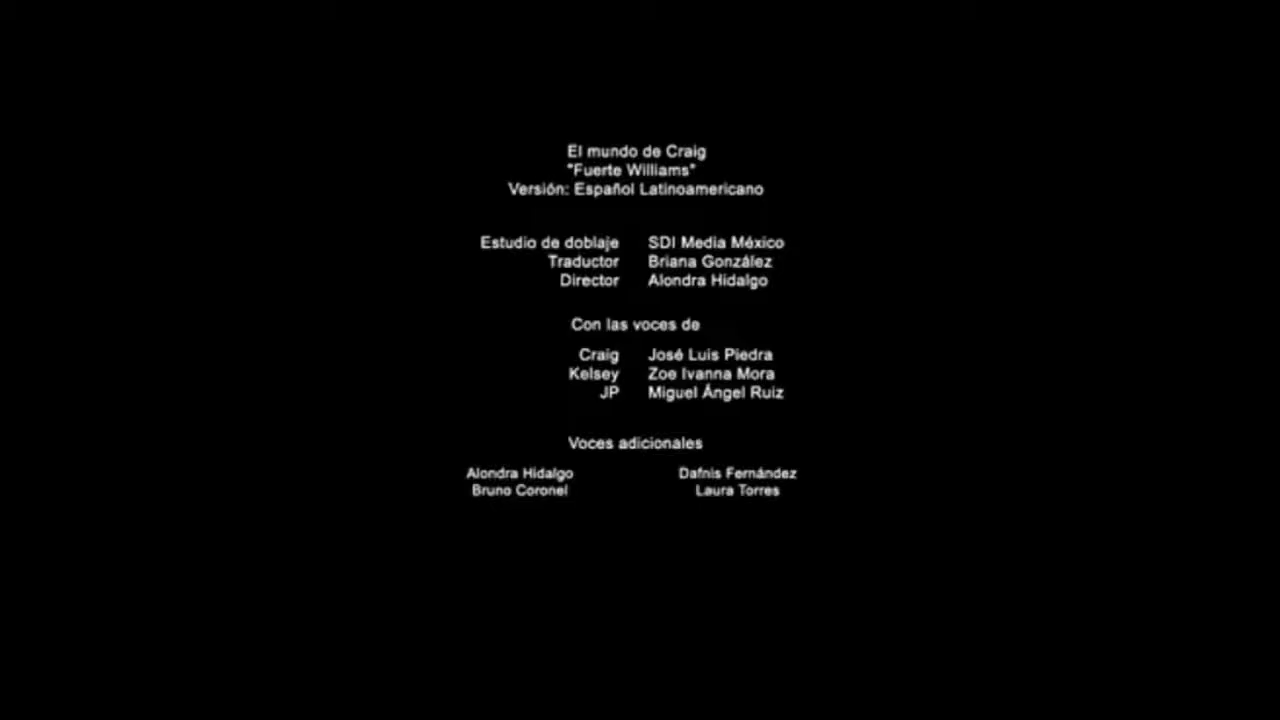 El mundo de Craig
"Fuerte Williams"
Versión: Español Latinoamericano
Estudio de doblaje SDI Media México
Traductor Briana González
Director Alondra Hidalgo
Con las voces de
Craig José Luis Piedra
Kelsey Zoe Ivanna Mora
JP Miguel Ángel Ruiz
Voces adicionales
Alondra Hidalgo Dafnis Fernández
Bruno Coronel Laura Torres